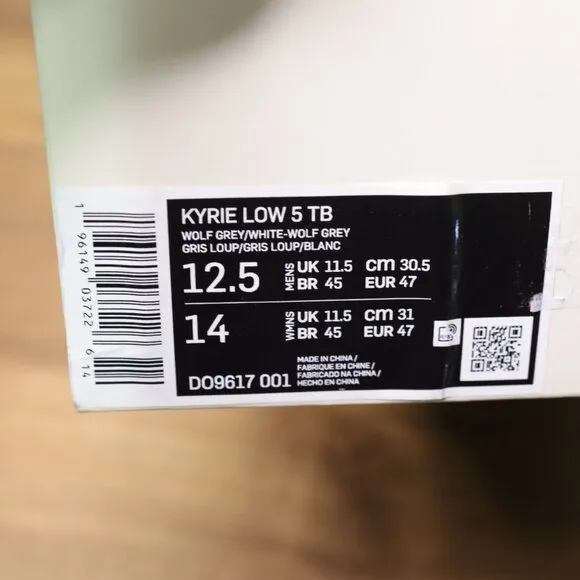 KYRIE LOW 5 TB
WOLF GREY/WHITE-WOLF GREY
GRIS LOUP/GRIS LOUP/BLANC
12.5 MENS UK 11.5 CM 30.5
BR 45 EUR 47
14 WMNS UK 11.5 CM 31
BR 45 EUR 47
DO9617 001
MADE IN CHINA /
FABRIQUE EN CHINE /
FABRICADO NA CHINA /
HECHO EN CHINA
1 96149 03722 6 14